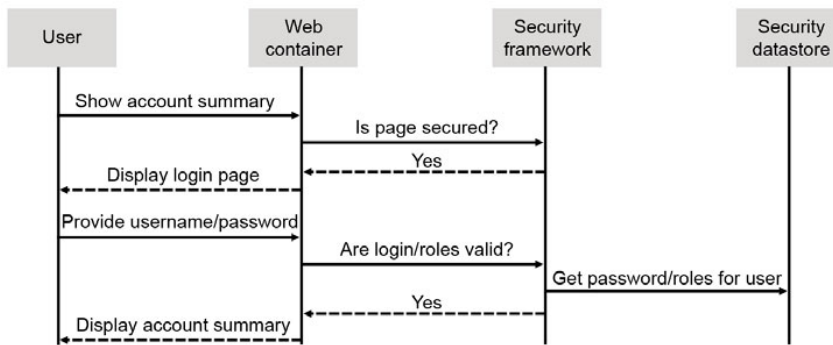 User
Web
container
Security
framework
Security
datastore
Show account summary
Is page secured?
Yes
Display login page
Provide username/password
Are login/roles valid?
Get password/roles for user
Yes
Display account summary